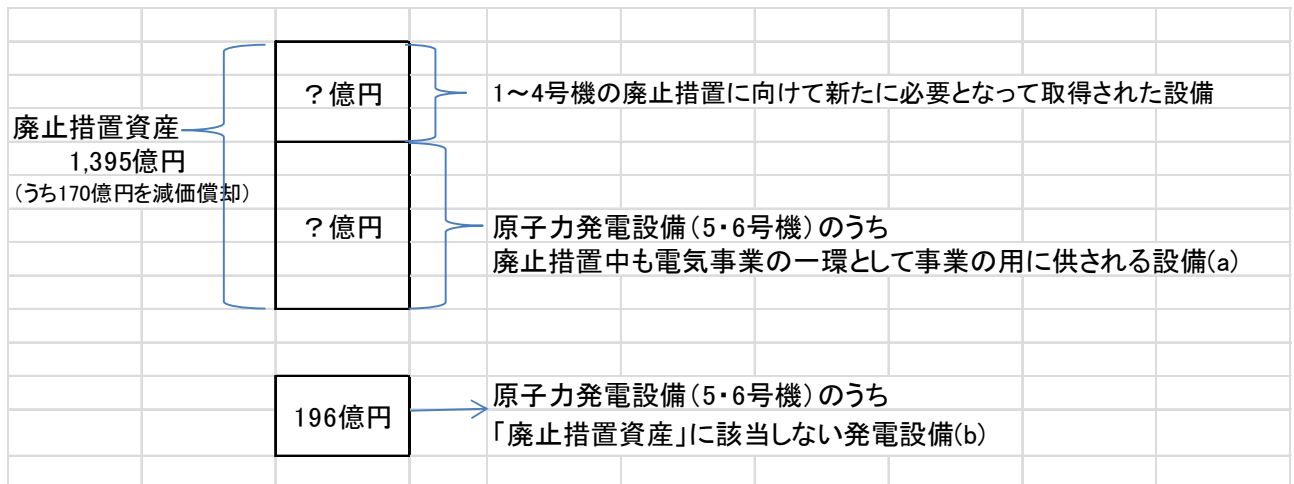 ？億円
1～4号機の廃止措置に向けて新たに必要となって取得された設備
廃止措置資産
1,395億円
（うち170億円を減価償却）
？億円
原子力発電設備（5・6号機）のうち
廃止措置中も電気事業の一環として事業の用に供される設備(a)
196億円
原子力発電設備（5・6号機）のうち
「廃止措置資産」に該当しない発電設備(b)